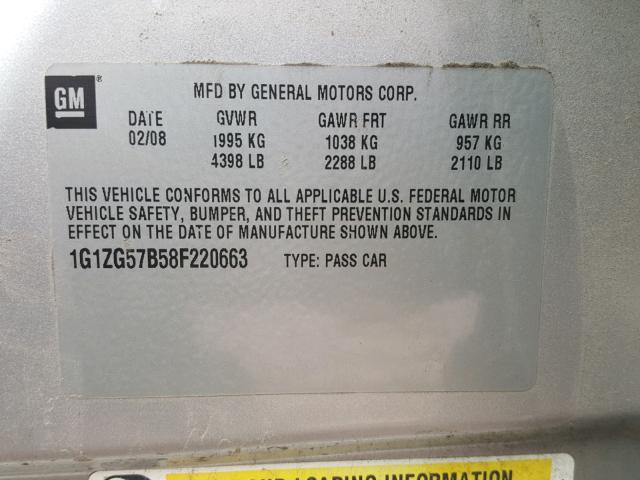 GM ®
MFD BY GENERAL MOTORS CORP.
DATE GVWR GAWR FRT GAWR RR
02/08 1995 KG 1038 KG 957 KG
4398 LB 2288 LB 2110 LB
THIS VEHICLE CONFORMS TO ALL APPLICABLE U.S. FEDERAL MOTOR
VEHICLE SAFETY, BUMPER, AND THEFT PREVENTION STANDARDS IN
EFFECT ON THE DATE OF MANUFACTURE SHOWN ABOVE.
1G1ZG57B58F220663 TYPE: PASS CAR
LOADING INFORMATION